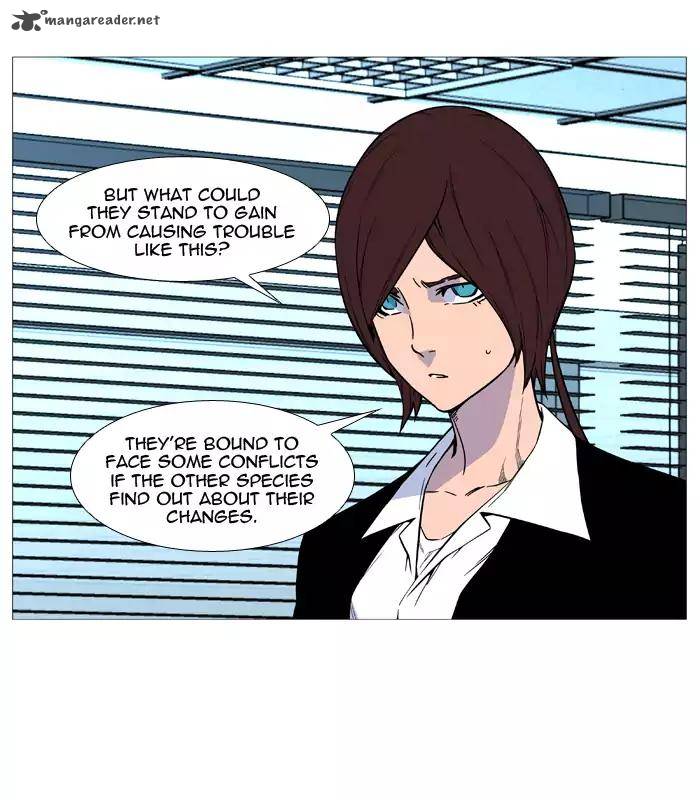 mangareader.net
BUT WHAT COULD
THEY STAND TO GAIN
FROM CAUSING TROUBLE
LIKE THIS?
THEY'RE BOUND TO
FACE SOME CONFLICTS
IF THE OTHER SPECIES
FIND OUT ABOUT THEIR
CHANGES.